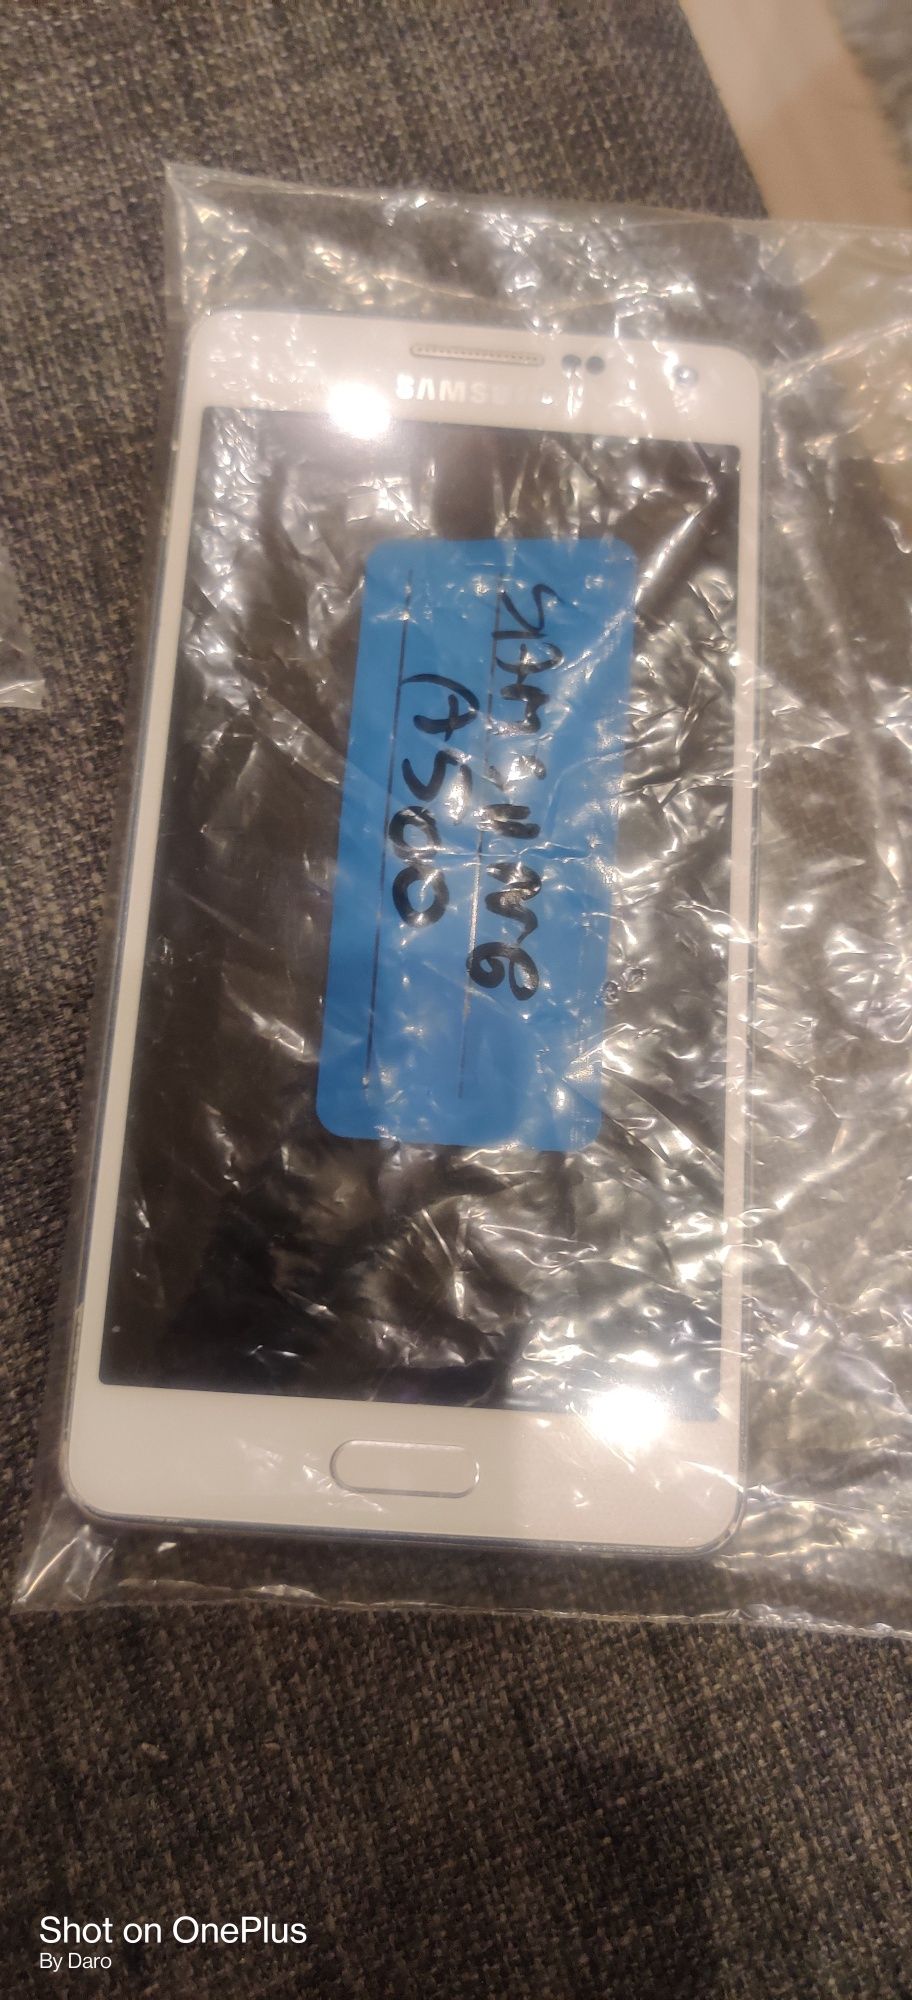 SAMSUNG
SAMSUNG
A500
Shot on OnePlus
By Daro